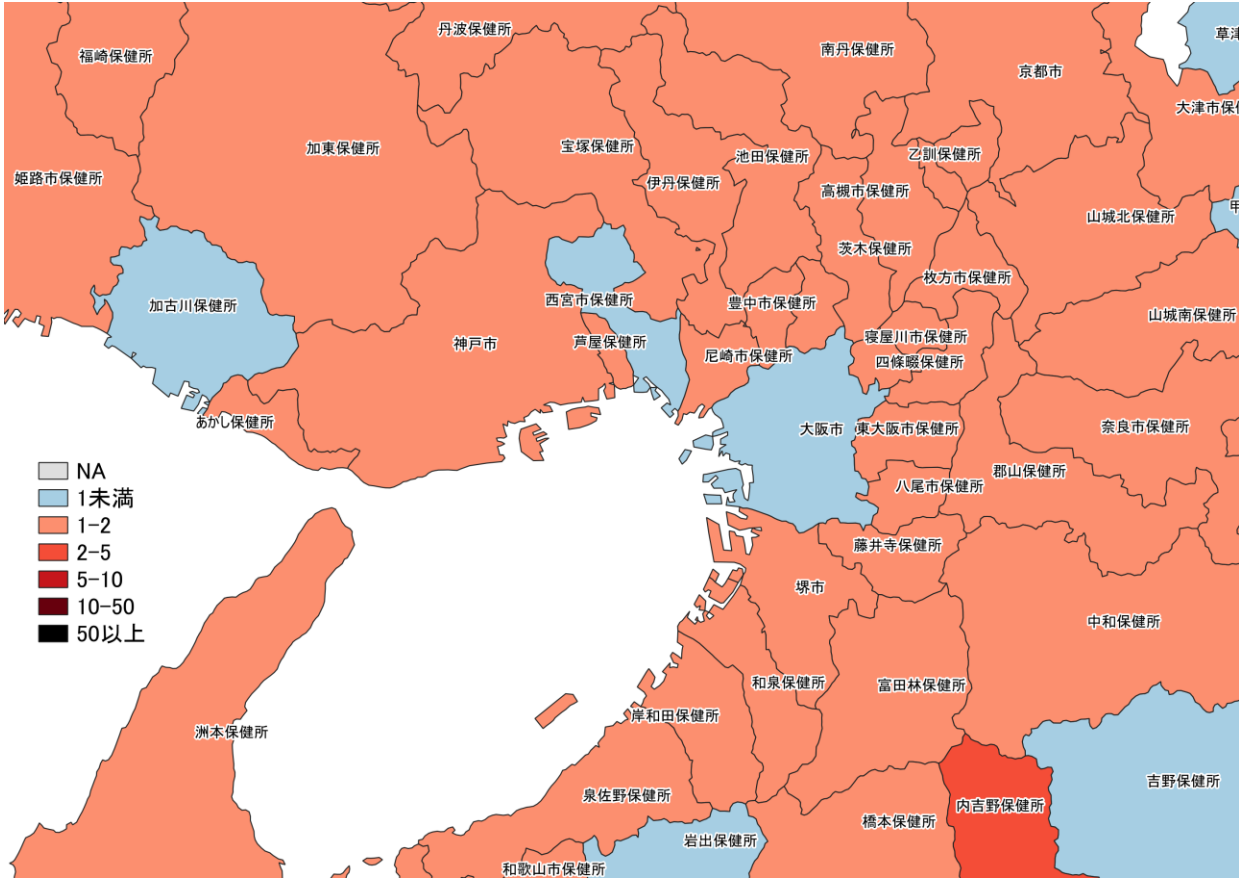 丹波保健所
福崎保健所
南丹保健所
草津
京都市
大津市保健
加東保健所
宝塚保健所
池田保健所
乙訓保健所
姫路市保健所
伊丹保健所
高槻市保健所
山城北保健所
甲
茨木保健所
枚方市保健所
加古川保健所
西宮市保健所
豊中市保健所
山城南保健所
神戸市
芦屋保健所
寝屋川市保健所
尼崎市保健所
四條畷保健所
あかし保健所
大阪市
東大阪市保健所
奈良市保健所
郡山保健所
八尾市保健所
NA
1未満
1-2
2-5
5-10
10-50
50以上
藤井寺保健所
堺市
中和保健所
和泉保健所
富田林保健所
岸和田保健所
洲本保健所
吉野保健所
泉佐野保健所
内吉野保健所
橋本保健所
岩出保健所
和歌山市保健所